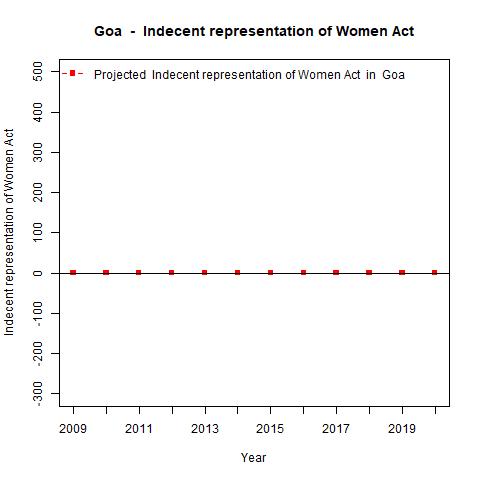 Goa - Indecent representation of Women Act
Projected Indecent representation of Women Act in Goa
Indecent representation of Women Act
500
400
300
200
100
0
-100
-200
-300
2009 2011 2013 2015 2017 2019
Year